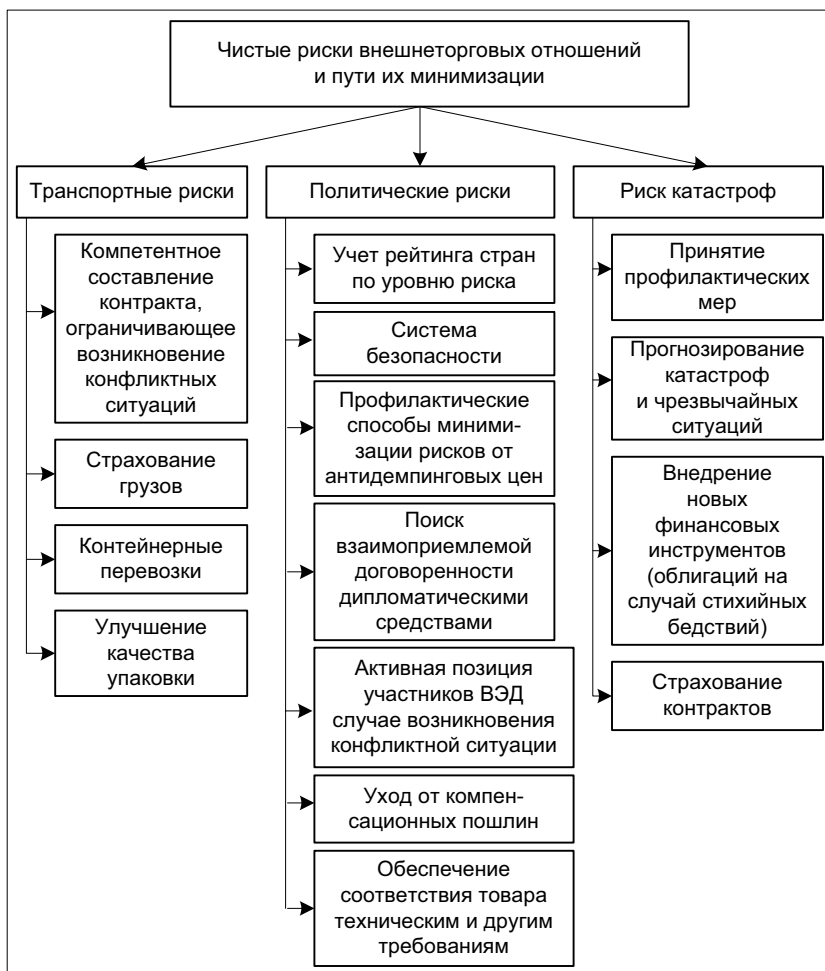 Чистые риски внешнеторговых отношений
и пути их минимизации
Транспортные риски
Компетентное
составление
контракта,
ограничивающее
возникновение
конфликтных
ситуаций
Страхование
грузов
Контейнерные
перевозки
Улучшение
качества
упаковки
Политические риски
Учет рейтинга стран
по уровню риска
Система
безопасности
Профилактические
способы миними-
зации рисков от
антидемпинговых цен
Поиск
взаимоприемлемой
договоренности
дипломатическими
средствами
Активная позиция
участников ВЭД
случае возникновения
конфликтной ситуации
Уход от компен-
сационных пошлин
Обеспечение
соответствия товара
техническим и другим
требованиям
Риск катастроф
Принятие
профилактических
мер
Прогнозирование
катастроф
и чрезвычайных
ситуаций
Внедрение
новых
финансовых
инструментов
(облигаций на
случай стихийных
бедствий)
Страхование
контрактов